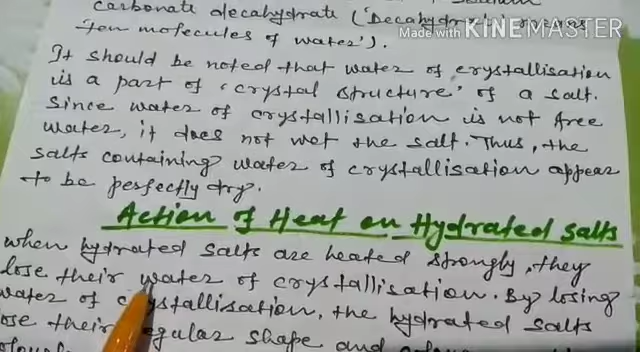 carbonate decahydrate ('Decahydrate' means
Made with KINEMASTER
'ten molecules of water').
It should be noted that water of crystallisation
is a part of 'crystal structure' of a salt.
Since water of crystallisation is not free
water, it does not wet the salt. Thus, the
salts containing water of crystallisation appear
to be perfectly dry.
Action of Heat on Hydrated salts
when hydrated salts are heated strongly, they
lose their water of crystallisation. By losing
water of crystallisation, the hydrated salts
lose their regular shape and